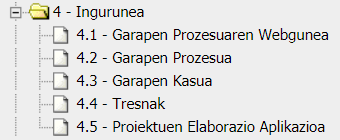 4 - Ingurunea
4.1 - Garapen Prozesuaren Webgunea
4.2 - Garapen Prozesua
4.3 - Garapen Kasua
4.4 - Tresnak
4.5 - Proiektuen Elaborazio Aplikazioa